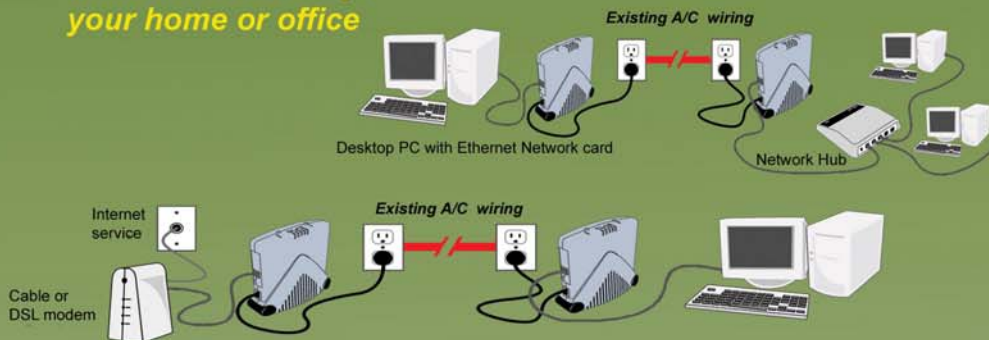 your home or office
Existing A/C wiring
Desktop PC with Ethernet Network card
Network Hub
Internet
service
Existing A/C wiring
Cable or
DSL modem